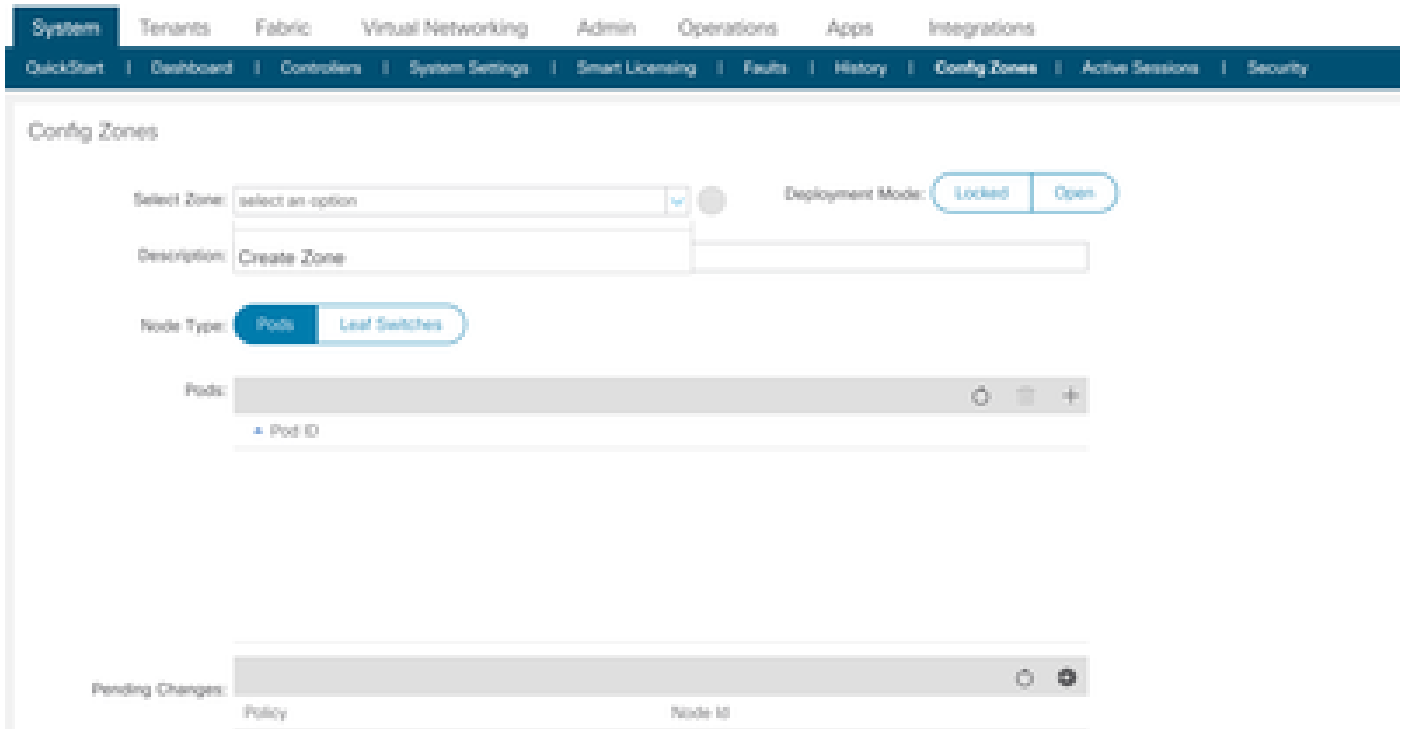 System Tenants Fabric Virtual Networking Admin Operations Apps Integrations
QuickStart | Dashboard | Controllers | System Settings | Smart Licensing | Faults | History | Config Zones | Active Sessions | Security
Config Zones
Select Zone: select an option Deployment Mode: Locked Open
Description: Create Zone
Node Type: Pods Leaf Switches
Pods:
Pod ID
Pending Changes:
Policy Node Id